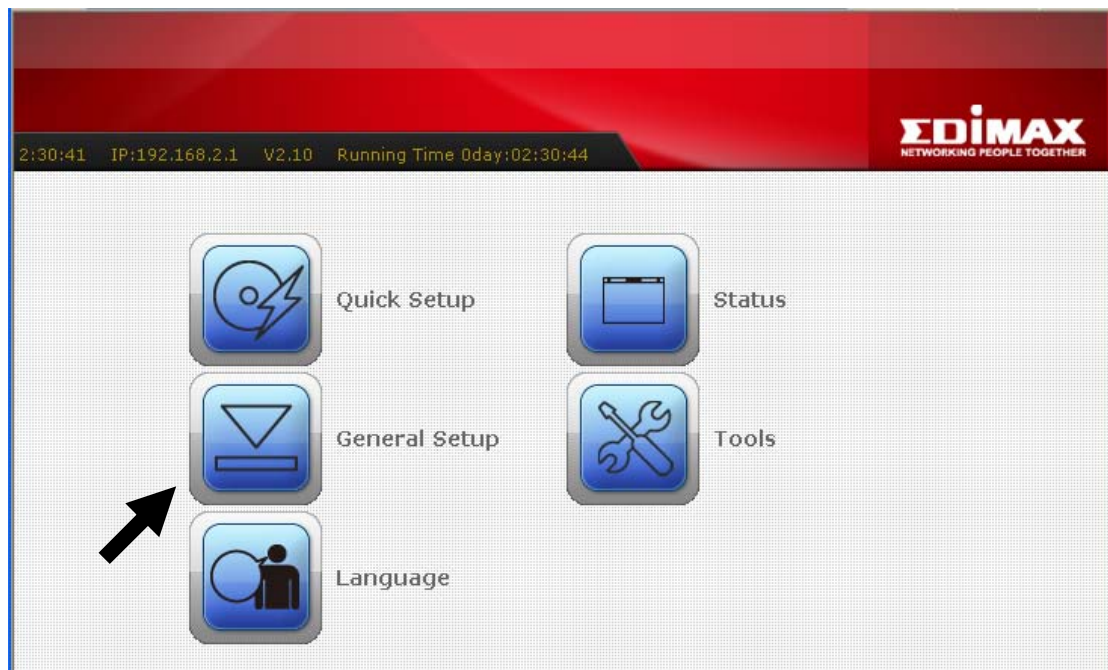 EDIMAX
NETWORKING PEOPLE TOGETHER
2:30:41 IP:192.168.2.1 V2.10 Running Time 0day:02:30:44
Quick Setup
Status
General Setup
Tools
Language